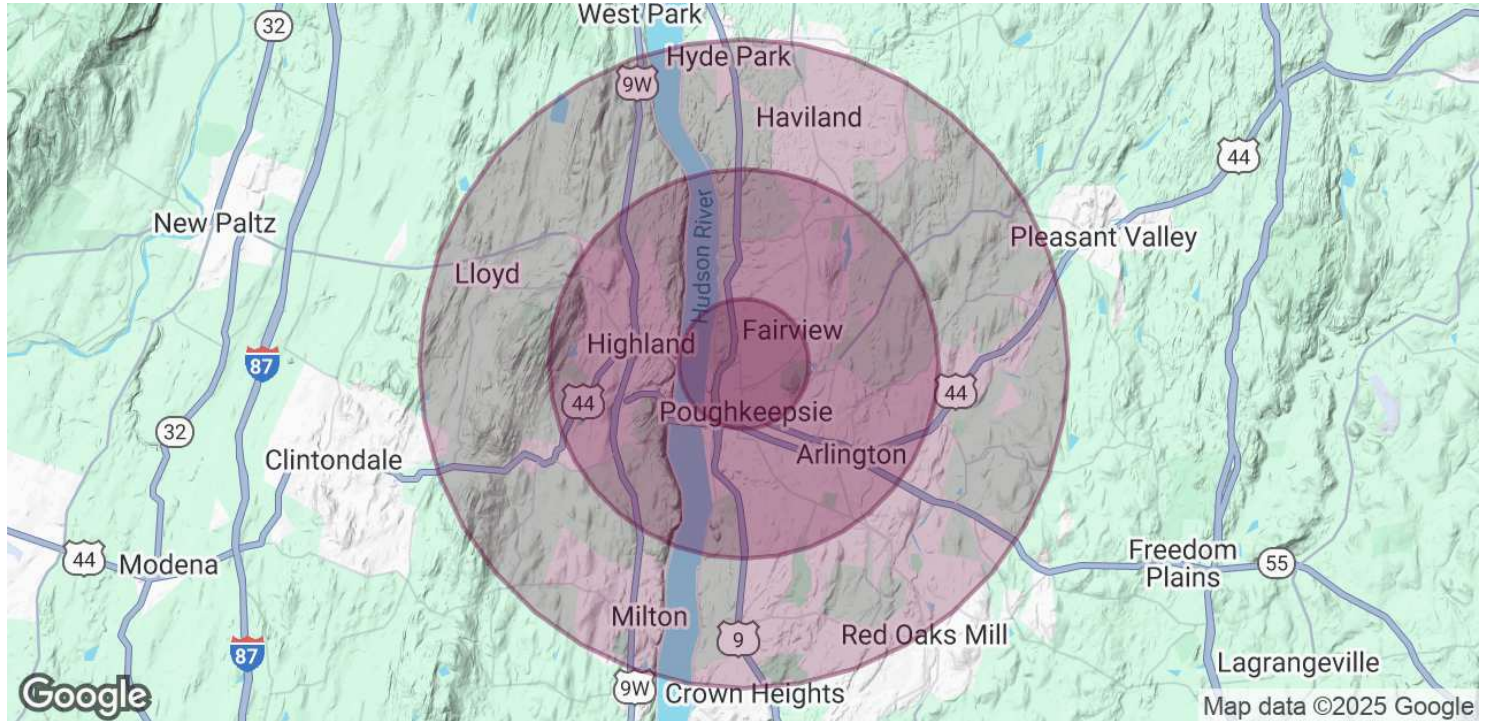 West Park
32
Hyde Park
9W
Haviland
44
New Paltz
Hudson River
Pleasant Valley
Lloyd
Fairview
Highland
87
44
44
Poughkeepsie
32
Arlington
Clintondale
44
Modena
Freedom
Plains
55
Milton
9
Red Oaks Mill
87
Lagrangeville
9W
Crown Heights
Google
Map data ©2025 Google